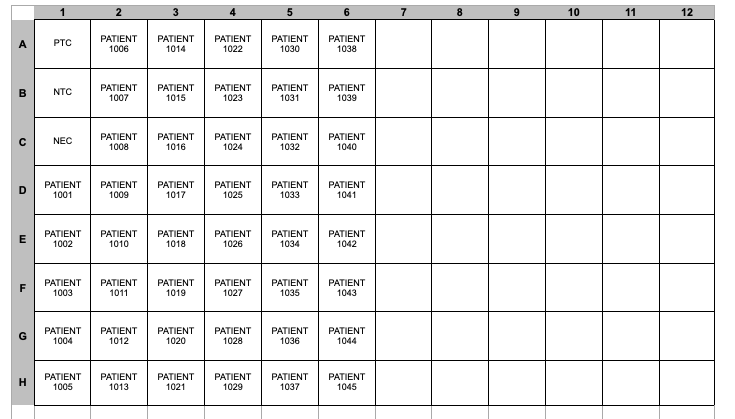 1 2 3 4 5 6 7 8 9 10 11 12
A PTC PATIENT 1006 PATIENT 1014 PATIENT 1022 PATIENT 1030 PATIENT 1038
B NTC PATIENT 1007 PATIENT 1015 PATIENT 1023 PATIENT 1031 PATIENT 1039
C NEC PATIENT 1008 PATIENT 1016 PATIENT 1024 PATIENT 1032 PATIENT 1040
D PATIENT 1001 PATIENT 1009 PATIENT 1017 PATIENT 1025 PATIENT 1033 PATIENT 1041
E PATIENT 1002 PATIENT 1010 PATIENT 1018 PATIENT 1026 PATIENT 1034 PATIENT 1042
F PATIENT 1003 PATIENT 1011 PATIENT 1019 PATIENT 1027 PATIENT 1035 PATIENT 1043
G PATIENT 1004 PATIENT 1012 PATIENT 1020 PATIENT 1028 PATIENT 1036 PATIENT 1044
H PATIENT 1005 PATIENT 1013 PATIENT 1021 PATIENT 1029 PATIENT 1037 PATIENT 1045